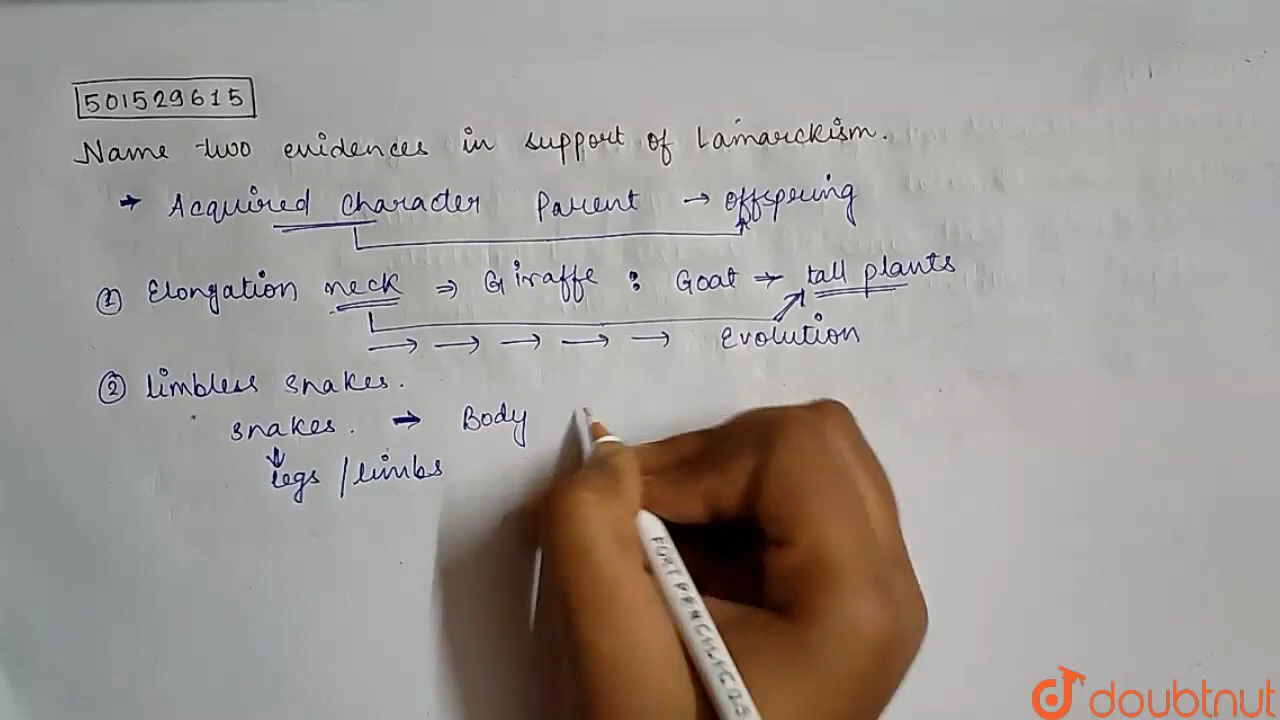 501529615
Name two evidences in support of Lamarckism.
→ Acquired character Parent → offspring
① Elongation neck ⇒ Giraffe : Goat → tall plants
→ → → → → Evolution
② limbless snakes.
snakes. → Body
↓
legs / limbs
doubtnut